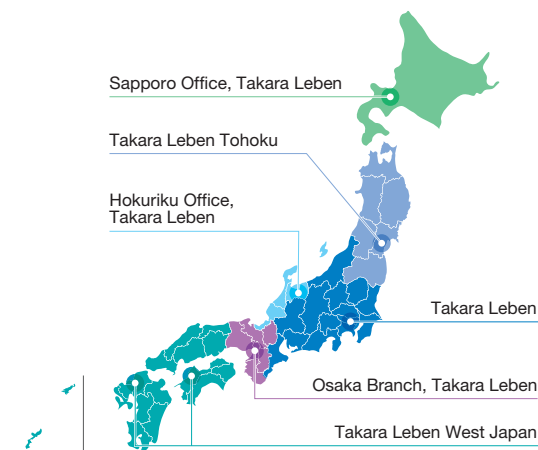 Sapporo Office, Takara Leben
Takara Leben Tohoku
Hokuriku Office,
Takara Leben
Takara Leben
Osaka Branch, Takara Leben
Takara Leben West Japan